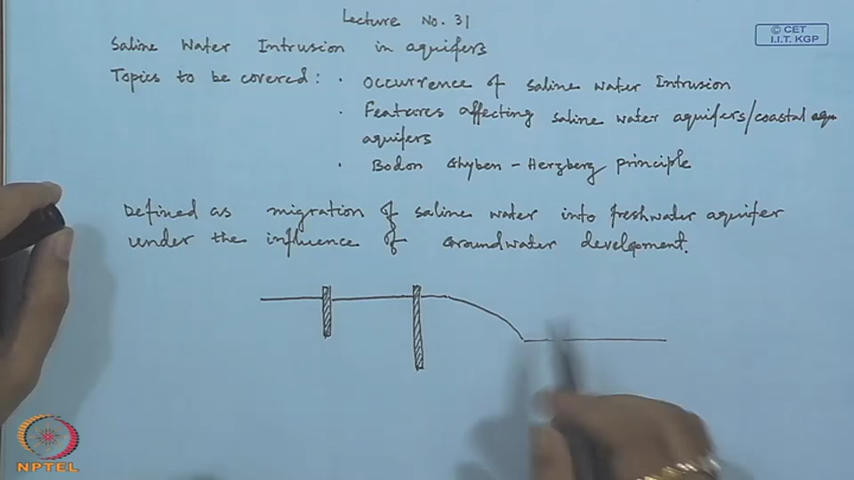 Lecture No. 31
© CET
I.I.T. KGP
Saline Water Intrusion in aquifers
Topics to be covered : · Occurrence of saline water Intrusion
· Features affecting saline water aquifers/coastal aqu
aquifers
· Bodon Ghyben - Herzberg principle
Defined as migration of saline water into freshwater aquifer
under the influence of groundwater development.
NPTEL